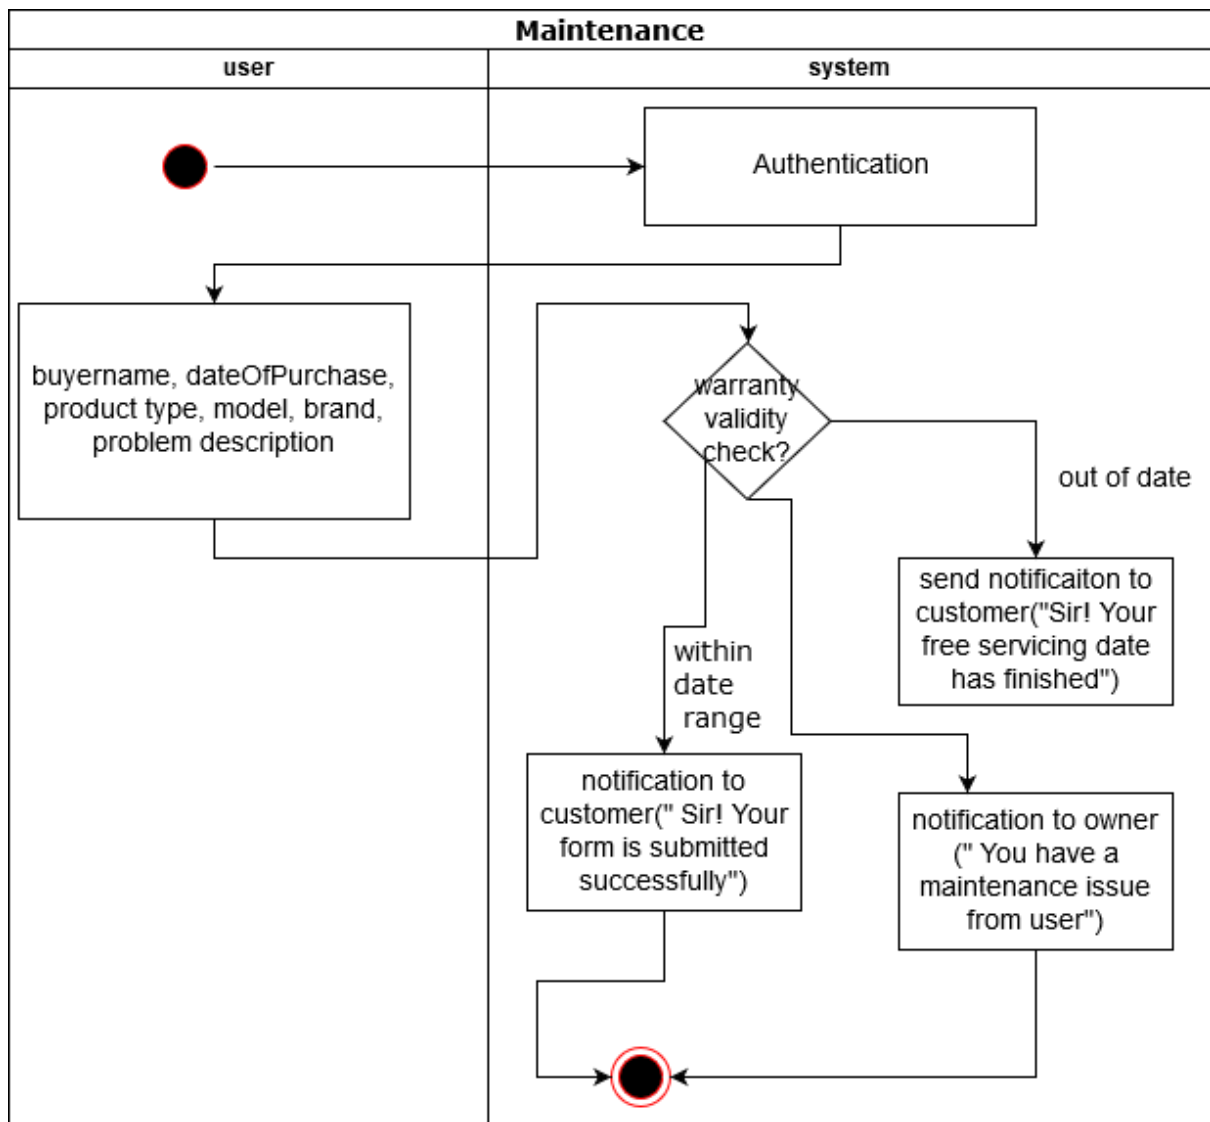 Maintenance
user
system
Authentication
buyername, dateOfPurchase,
product type, model, brand,
problem description
warranty
validity
check?
out of date
send notificaiton to
customer("Sir! Your
free servicing date
has finished")
within
date
range
notification to
customer(" Sir! Your
form is submitted
successfully")
notification to owner
(" You have a
maintenance issue
from user")